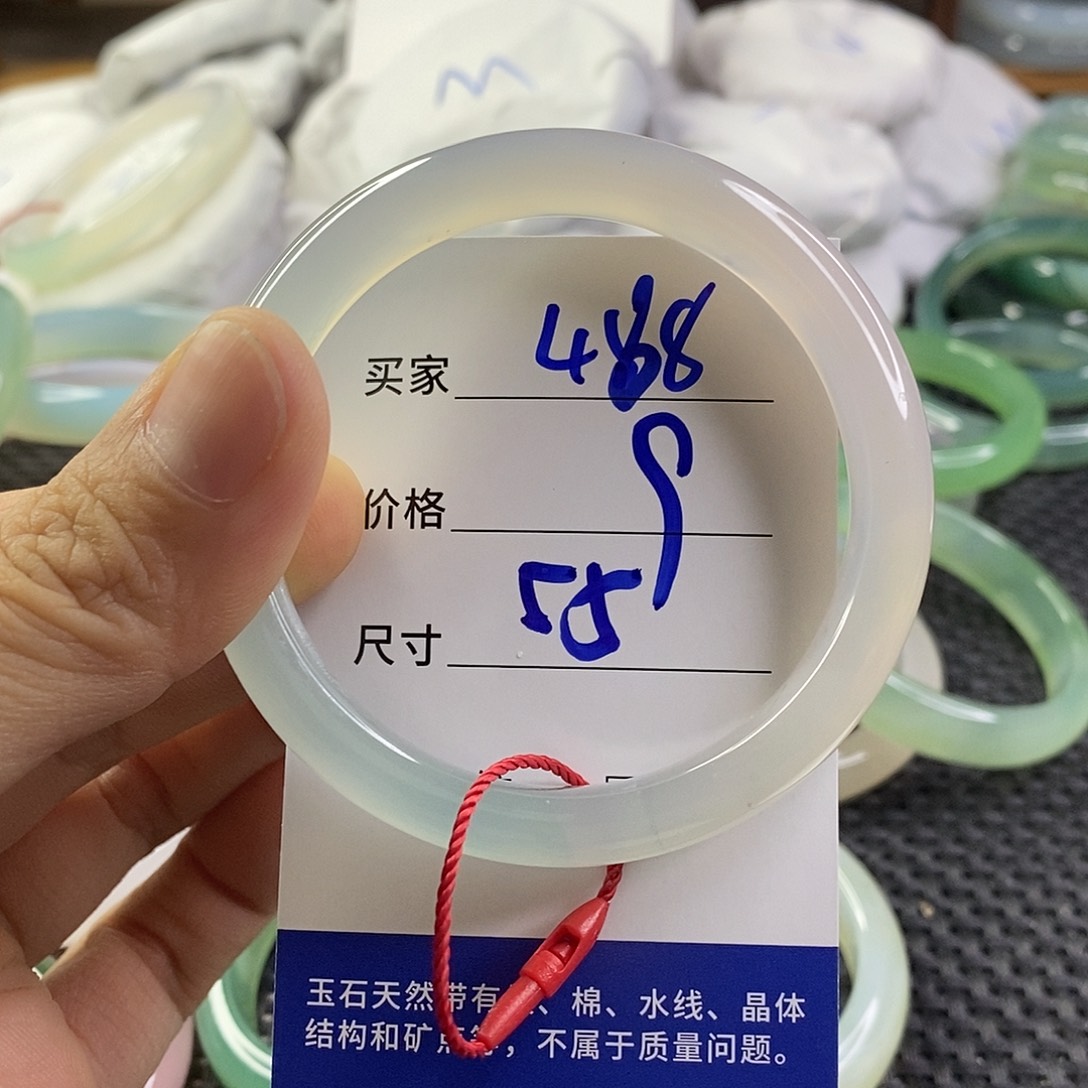 M
买家 488
价格
尺寸 58
玉石天然带有、棉、水线、晶体
结构和矿点等，不属于质量问题。